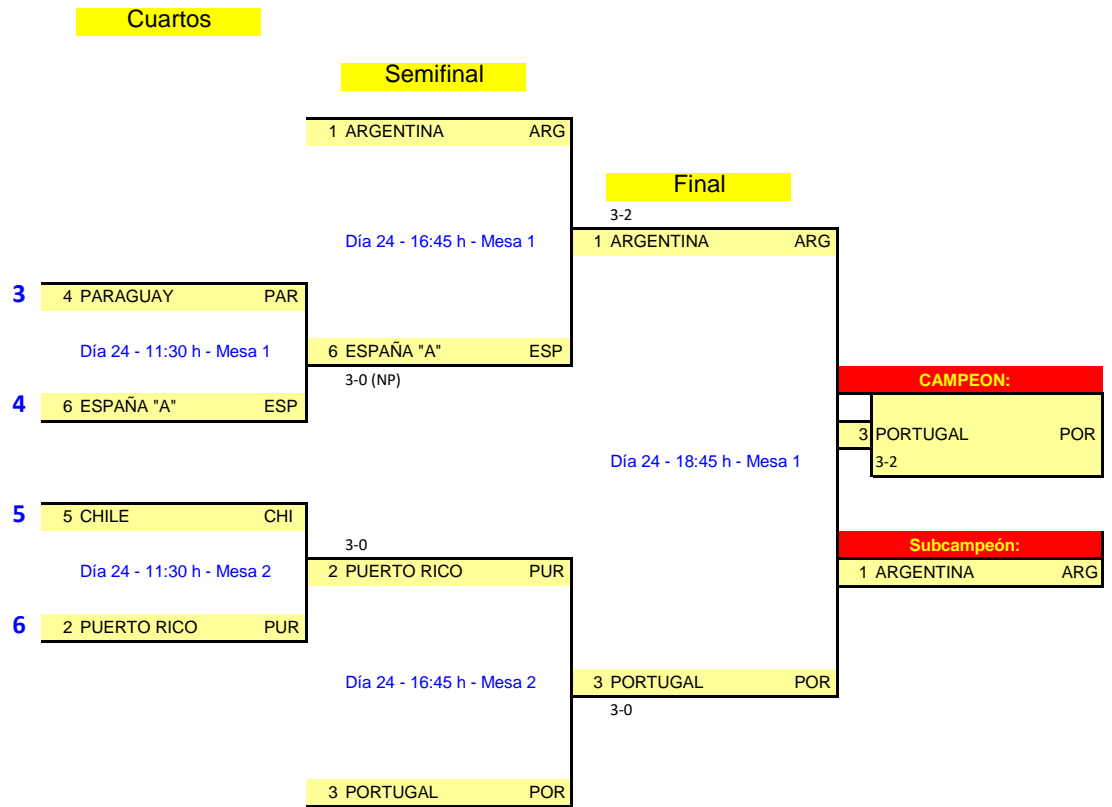 Cuartos
Semifinal
1 ARGENTINA ARG
Final
3-2
Día 24 - 16:45 h - Mesa 1
1 ARGENTINA ARG
3 4 PARAGUAY PAR
Día 24 - 11:30 h - Mesa 1
6 ESPAÑA "A" ESP
3-0 (NP)
CAMPEON:
4 6 ESPAÑA "A" ESP
3 PORTUGAL POR
3-2
Día 24 - 18:45 h - Mesa 1
5 5 CHILE CHI
3-0
Subcampeón:
Día 24 - 11:30 h - Mesa 2
2 PUERTO RICO PUR
1 ARGENTINA ARG
6 2 PUERTO RICO PUR
Día 24 - 16:45 h - Mesa 2
3 PORTUGAL POR
3-0
3 PORTUGAL POR